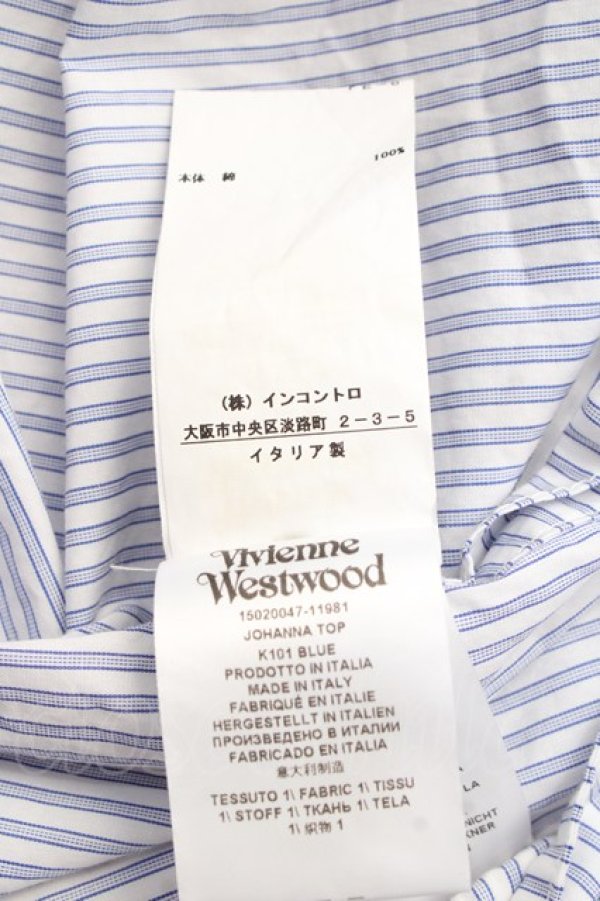 本体 綿 100%
（株）インコントロ
大阪市中央区淡路町 2－3－5
イタリア製
Vivienne
Westwood
15020047-11981
JOHANNA TOP
K101 BLUE
PRODOTTO IN ITALIA
MADE IN ITALY
FABRIQUÉ EN ITALIE
HERGESTELLT IN ITALIEN
ПРОИЗВЕДЕНО В ИТАЛИИ
FABRICADO EN ITALIA
意大利制造
TESSUTO 1\ FABRIC 1\ TISSU
1\ STOFF 1\ ТКАНЬ 1\ TELA
1\ 织物 1
LA
NICHT